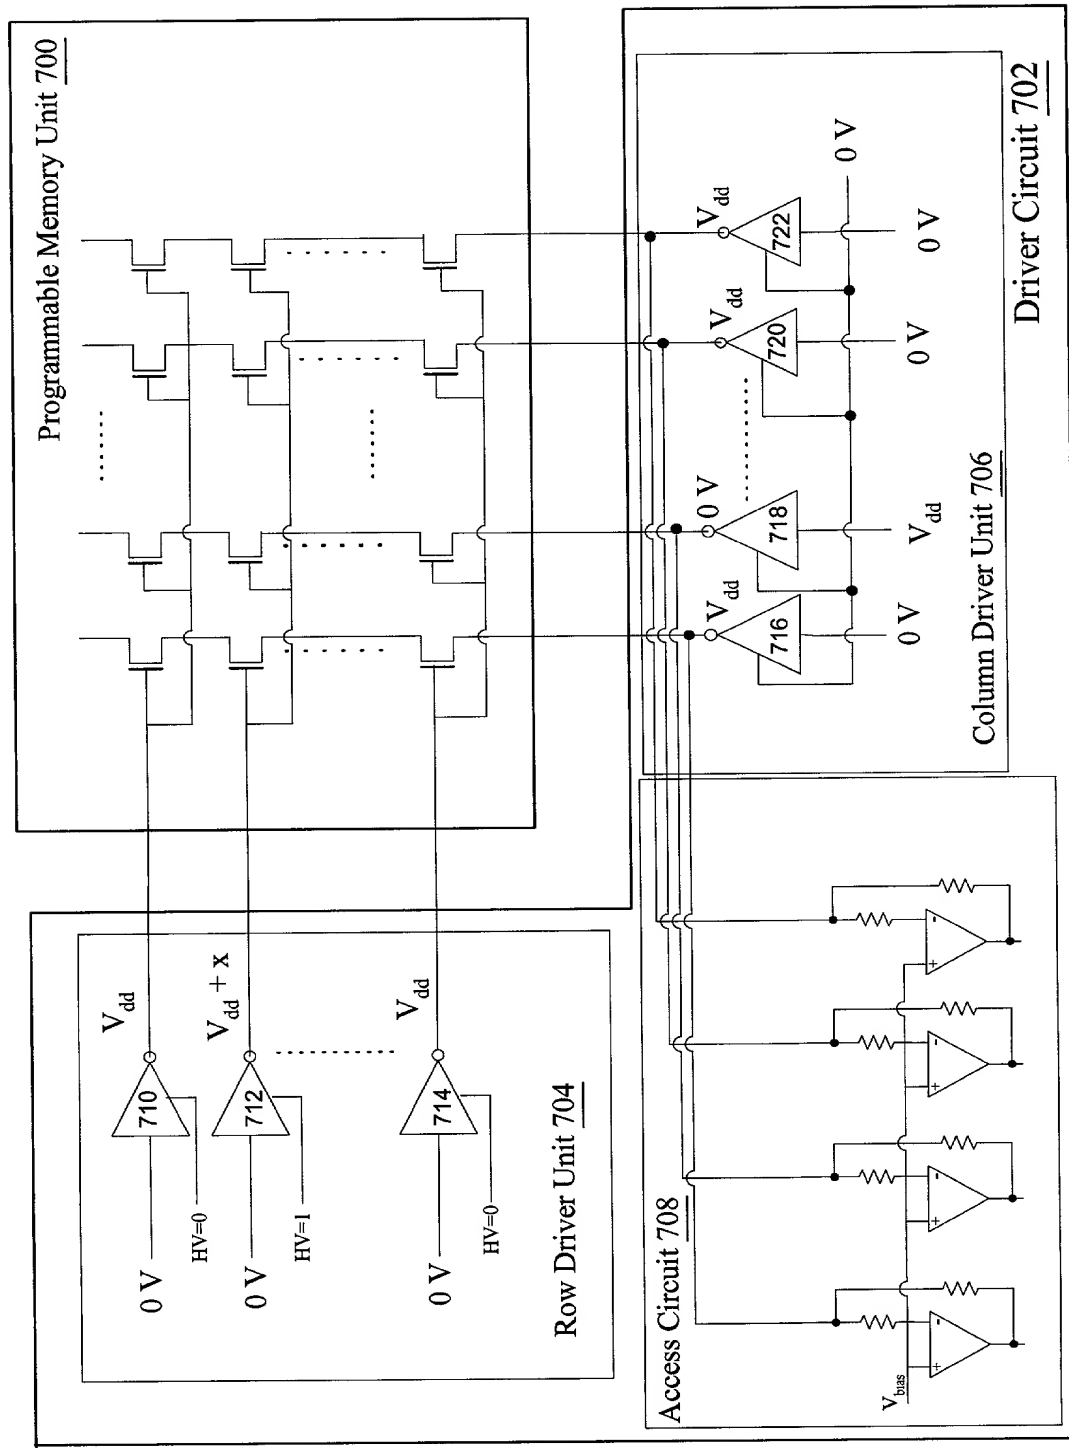 Programmable Memory Unit 700
V_dd
710
0 V
HV=0
V_dd + x
712
0 V
HV=1
V_dd
714
0 V
HV=0
Row Driver Unit 704
V_dd
0 V
V_dd
V_dd
716
718
720
722
0 V
V_dd
0 V
0 V
0 V
Column Driver Unit 706
Driver Circuit 702
Access Circuit 708
V_bias
+
-
+
-
+
-
+
-